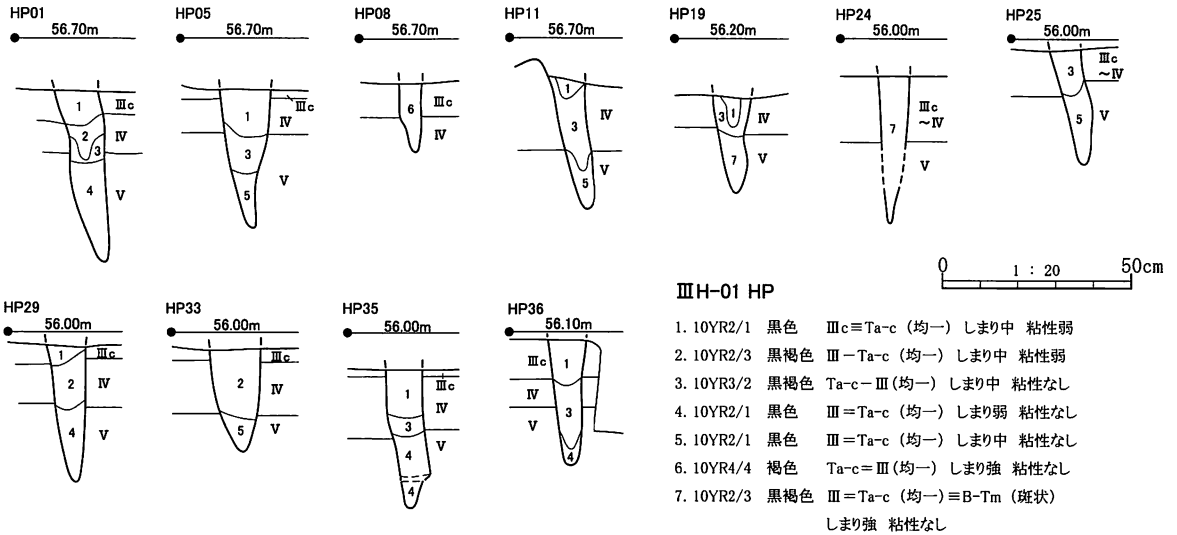 HP01 HP05 HP08 HP11 HP19 HP24 HP25
56.70m 56.70m 56.70m 56.70m 56.20m 56.00m 56.00m
1 2 3 4 Ⅲc Ⅳ Ⅴ
1 3 5 Ⅲc Ⅳ Ⅴ
6 Ⅲc Ⅳ
1 3 5 Ⅳ Ⅴ
3 1 7 Ⅳ Ⅴ
7 Ⅲc ～Ⅳ Ⅴ
3 5 Ⅲc ～Ⅳ Ⅴ
HP29 HP33 HP35 HP36
56.00m 56.00m 56.00m 56.10m
1 2 4 Ⅲc Ⅳ Ⅴ
2 5 Ⅲc Ⅳ Ⅴ
1 3 4 4 Ⅲc Ⅳ Ⅴ
Ⅲc Ⅳ Ⅴ 1 3 4
0 1 : 20 50cm
ⅢH-01 HP
1. 10YR2/1 黒色 Ⅲc≡Ta-c (均一) しまり中 粘性弱
2. 10YR2/3 黒褐色 Ⅲ－Ta-c (均一) しまり中 粘性弱
3. 10YR3/2 黒褐色 Ta-c－Ⅲ(均一) しまり中 粘性なし
4. 10YR2/1 黒色 Ⅲ＝Ta-c (均一) しまり弱 粘性なし
5. 10YR2/1 黒色 Ⅲ＝Ta-c (均一) しまり中 粘性なし
6. 10YR4/4 褐色 Ta-c＝Ⅲ(均一) しまり強 粘性なし
7. 10YR2/3 黒褐色 Ⅲ＝Ta-c (均一)≡B-Tm (斑状)
しまり強 粘性なし